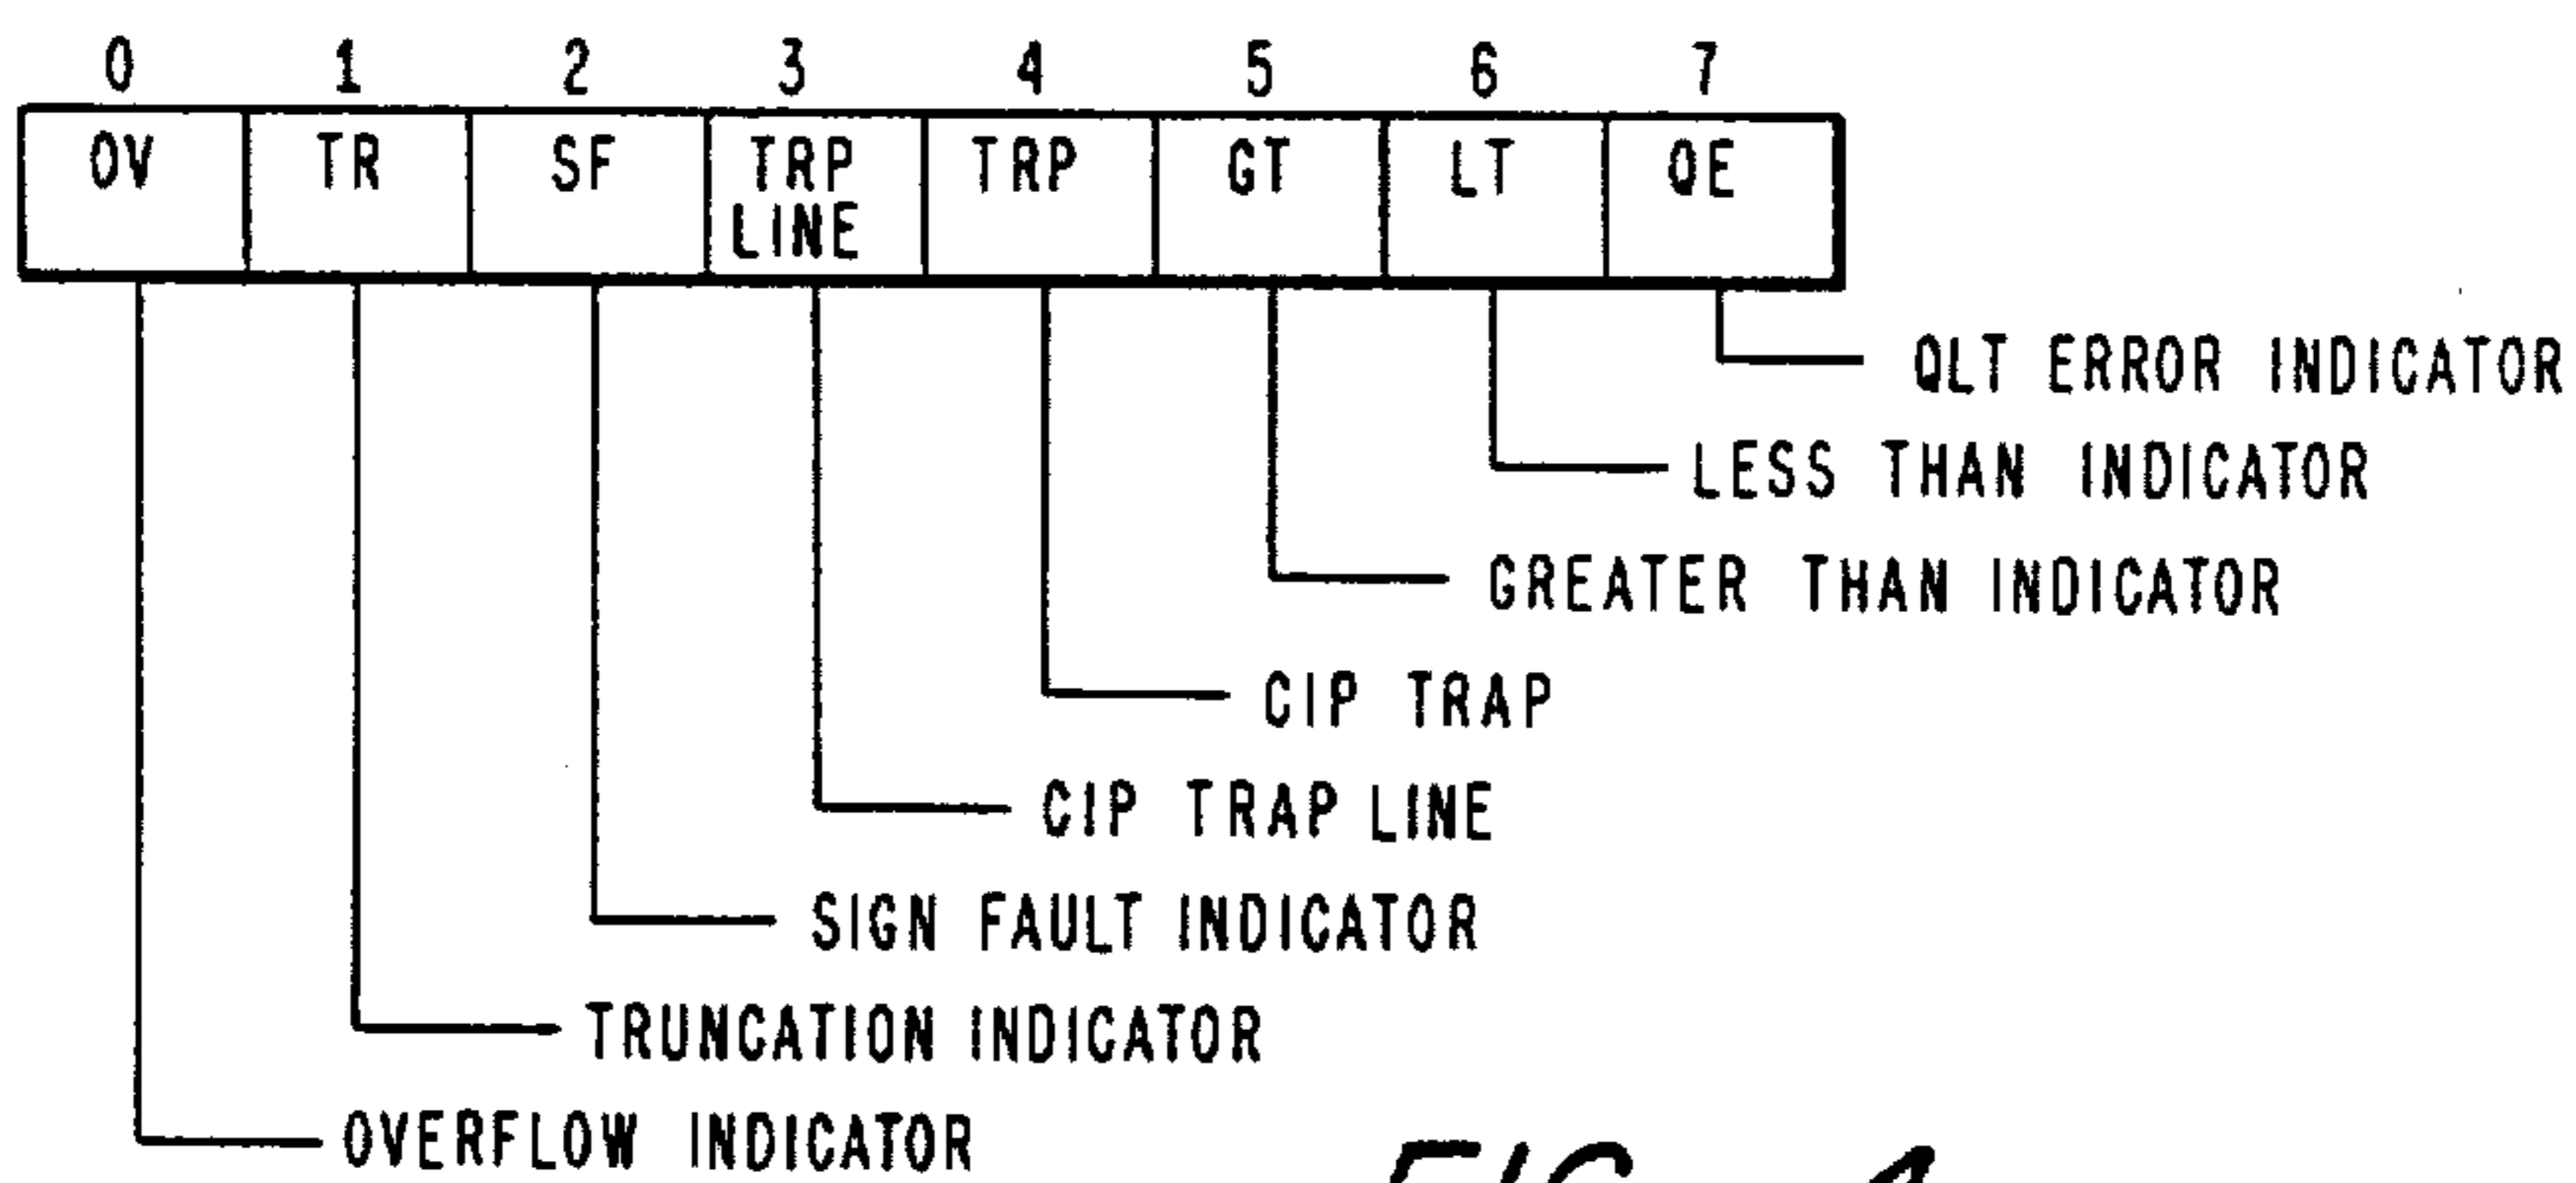 0 1 2 3 4 5 6 7
OV TR SF TRP LINE TRP GT LT QE
QLT ERROR INDICATOR
LESS THAN INDICATOR
GREATER THAN INDICATOR
CIP TRAP
CIP TRAP LINE
SIGN FAULT INDICATOR
TRUNCATION INDICATOR
OVERFLOW INDICATOR